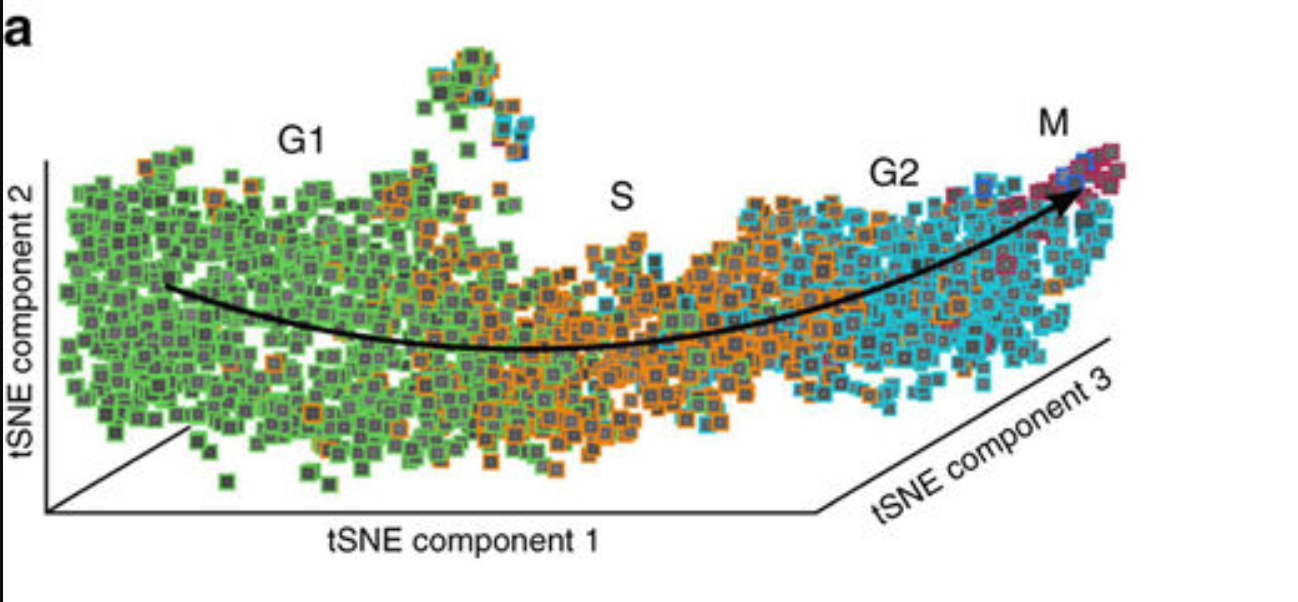 a
G1
S
G2
M
tSNE component 2
tSNE component 1
tSNE component 3